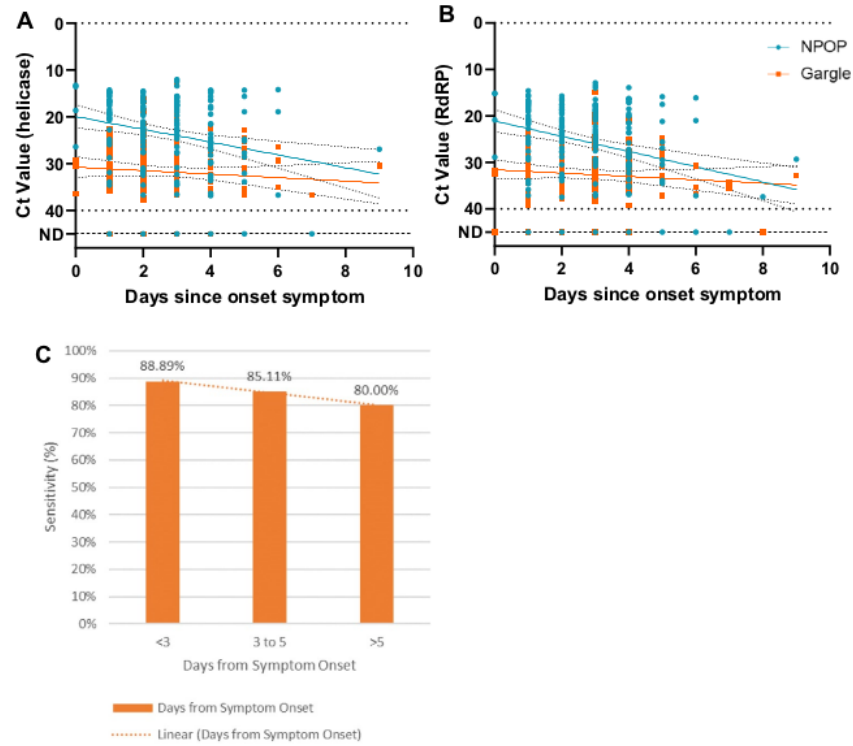 A
Ct Value (helicase)
0
10
20
30
40
ND
0 2 4 6 8 10
Days since onset symptom
B
Ct Value (RdRP)
0
10
20
30
40
ND
0 2 4 6 8 10
Days since onset symptom
NPOP
Gargle
C
Sensitivity (%)
100%
90%
80%
70%
60%
50%
40%
30%
20%
10%
0%
88.89%
85.11%
80.00%
<3 3 to 5 >5
Days from Symptom Onset
Days from Symptom Onset
Linear (Days from Symptom Onset)